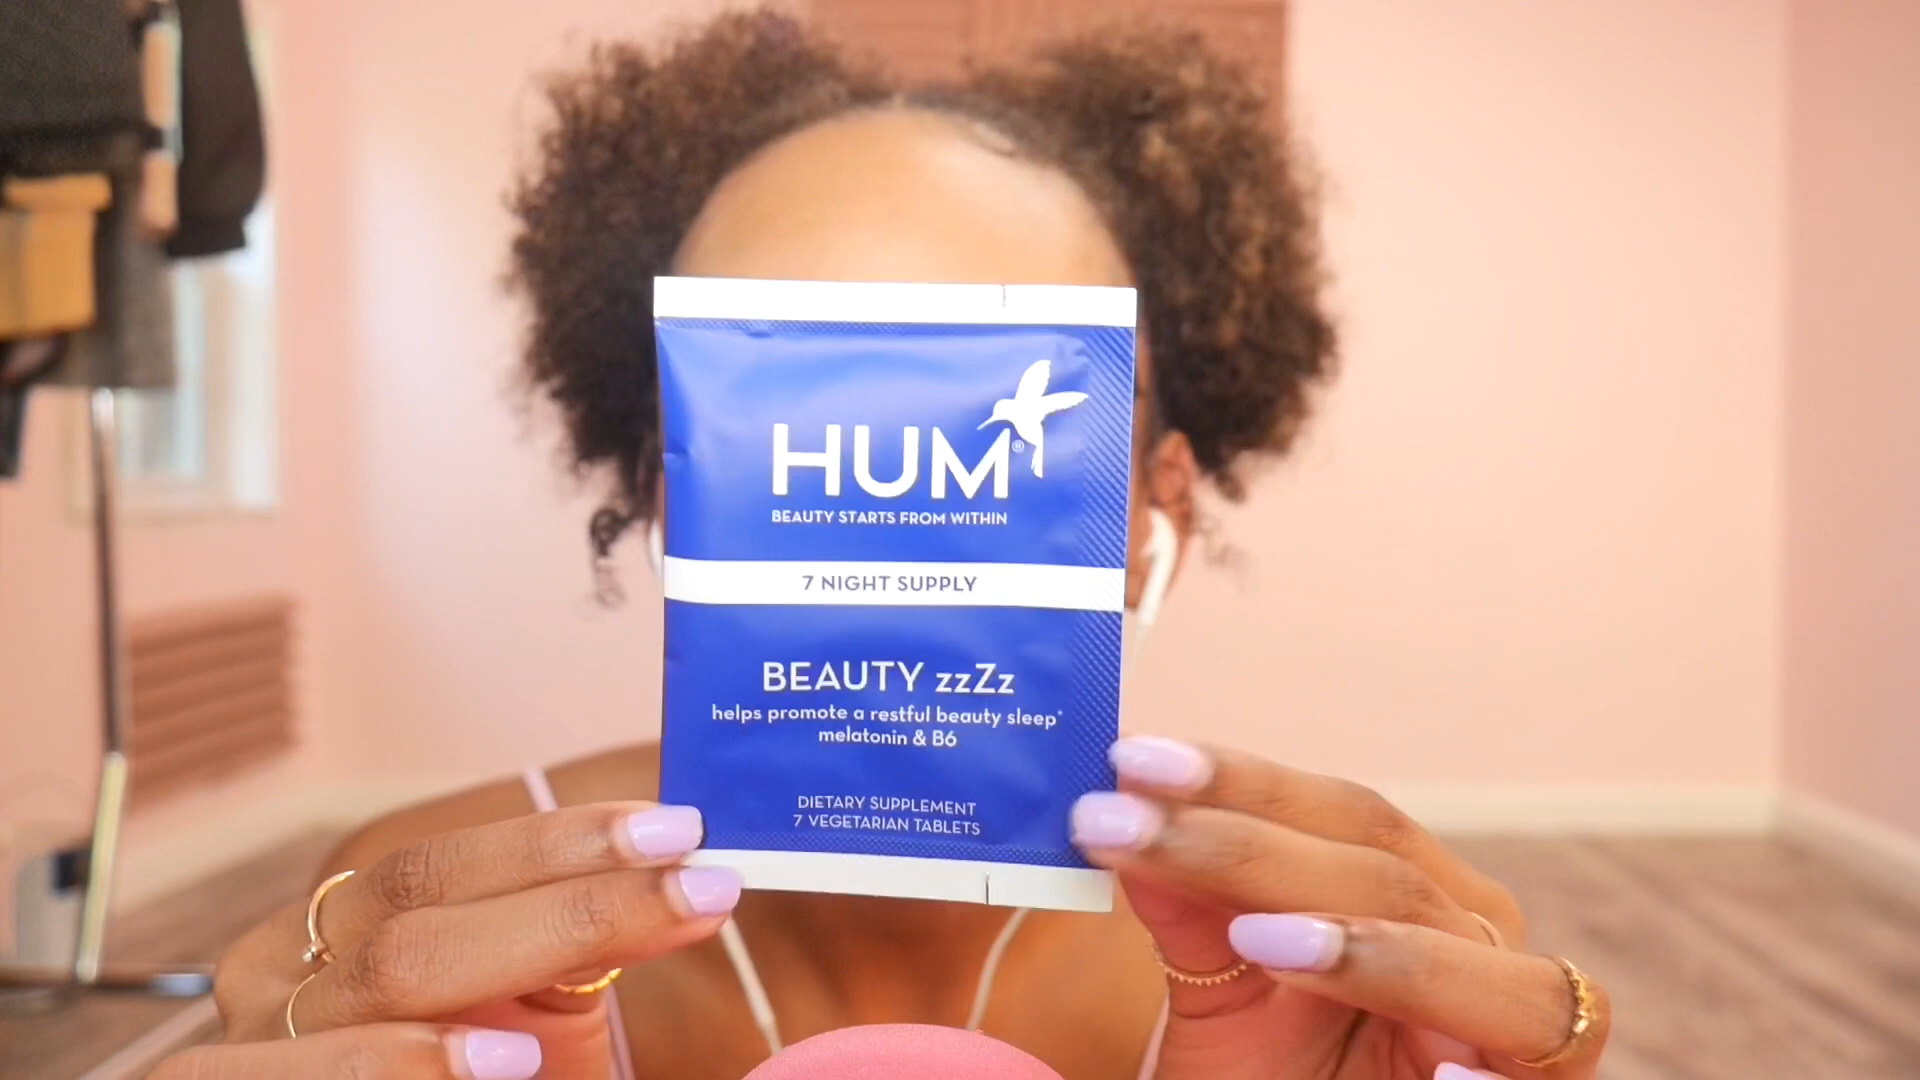 HUM®
BEAUTY STARTS FROM WITHIN
7 NIGHT SUPPLY
BEAUTY zzZz
helps promote a restful beauty sleep*
melatonin & B6
DIETARY SUPPLEMENT
7 VEGETARIAN TABLETS